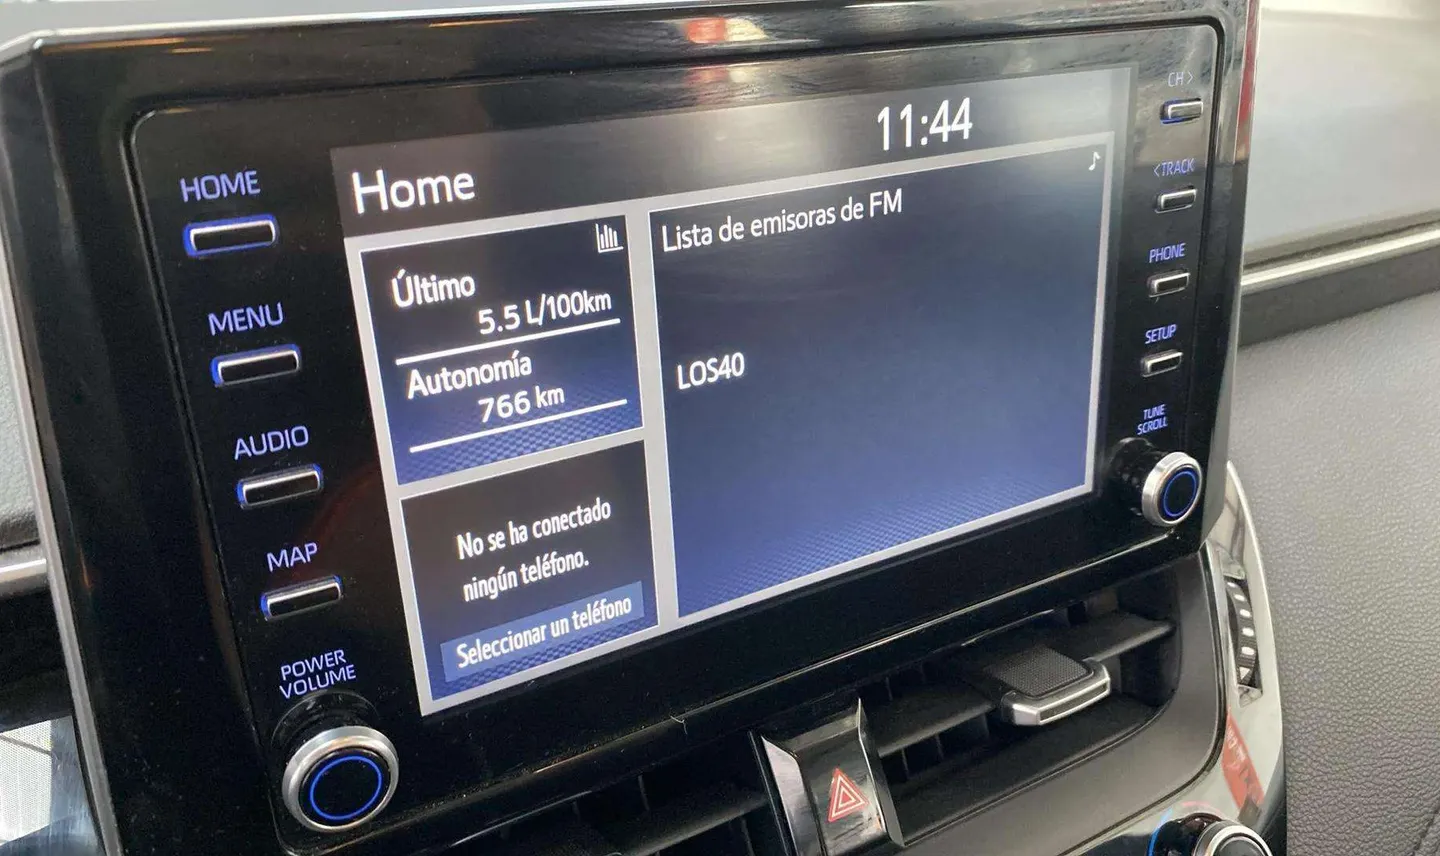 HOME
MENU
AUDIO
MAP
POWER
VOLUME
Home
11:44
Último
5.5 L/100km
Autonomía
766 km
No se ha conectado
ningún teléfono.
Seleccionar un teléfono
Lista de emisoras de FM
LOS40
CH>
<TRACK
PHONE
SETUP
TUNE
SCROLL